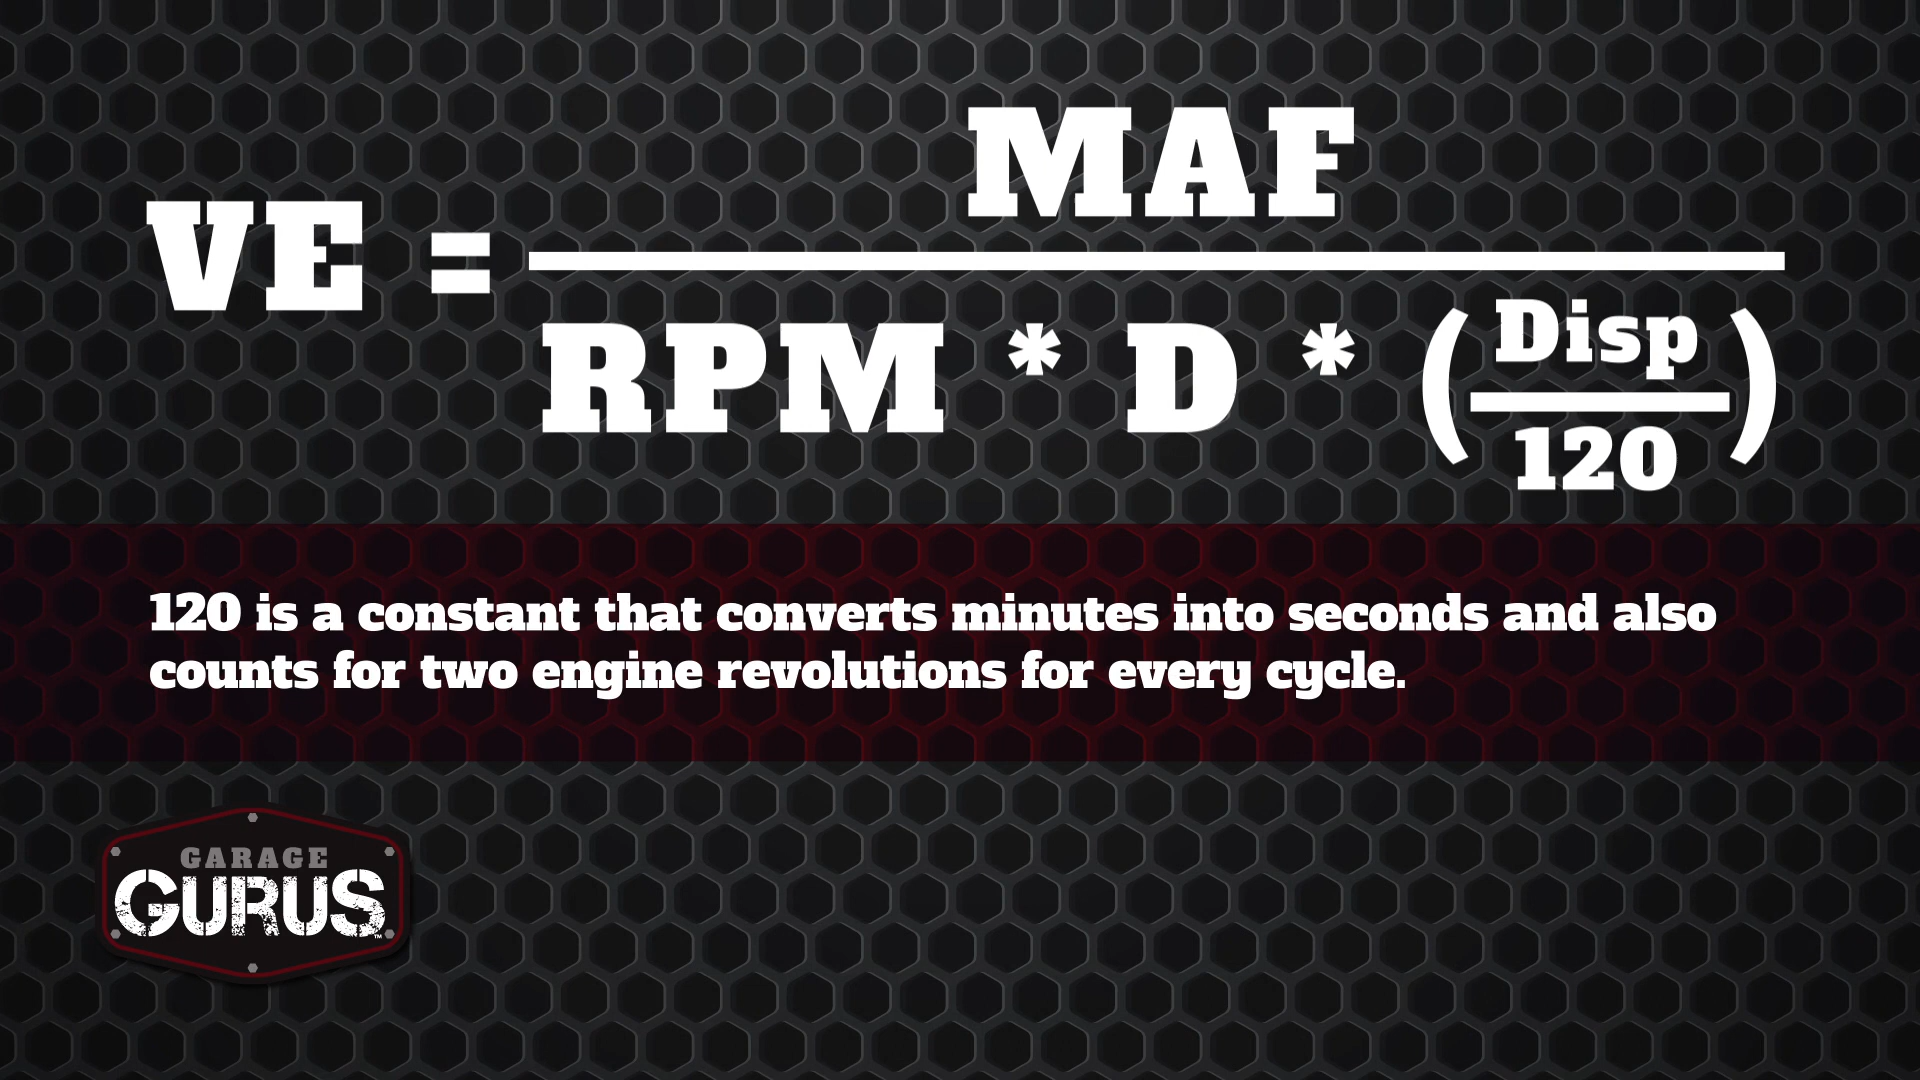 MAF
VE =
RPM * D * (Disp
120)
120 is a constant that converts minutes into seconds and also
counts for two engine revolutions for every cycle.
GARAGE
GURUS™